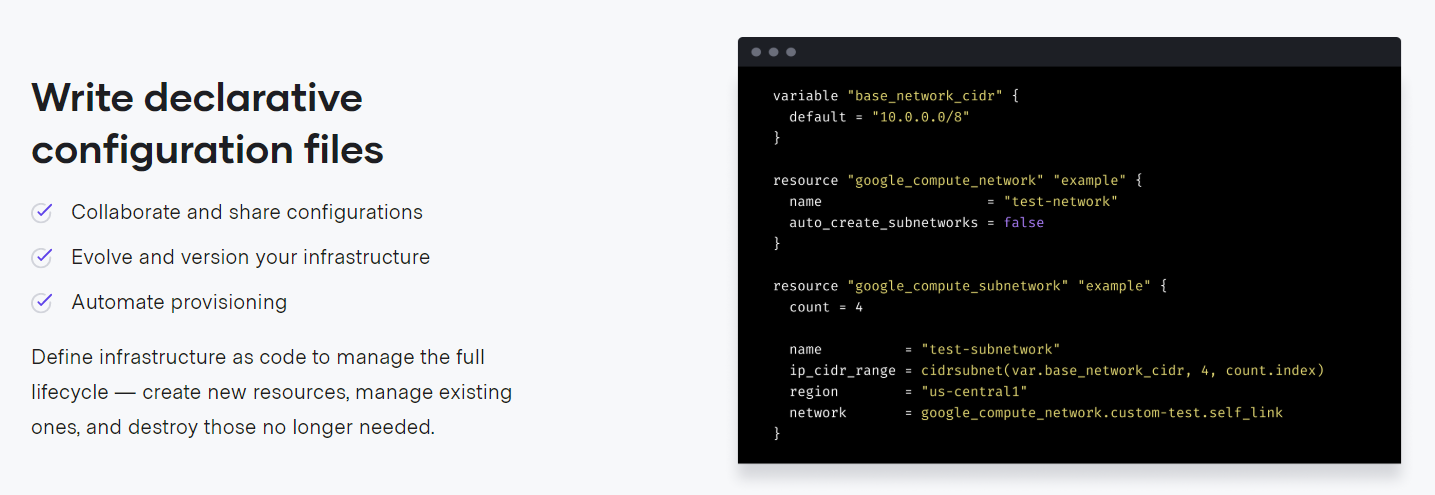 Write declarative
configuration files
Collaborate and share configurations
Evolve and version your infrastructure
Automate provisioning
Define infrastructure as code to manage the full
lifecycle — create new resources, manage existing
ones, and destroy those no longer needed.
variable "base_network_cidr" {
  default = "10.0.0.0/8"
}
resource "google_compute_network" "example" {
  name                    = "test-network"
  auto_create_subnetworks = false
}
resource "google_compute_subnetwork" "example" {
  count = 4
  name          = "test-subnetwork"
  ip_cidr_range = cidrsubnet(var.base_network_cidr, 4, count.index)
  region        = "us-central1"
  network       = google_compute_network.custom-test.self_link
}